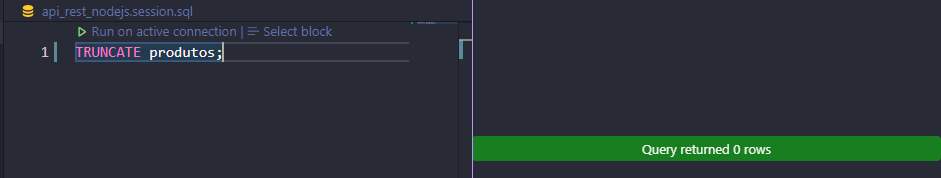 api_rest_nodejs.session.sql
Run on active connection | Select block
1 TRUNCATE produtos;
Query returned 0 rows